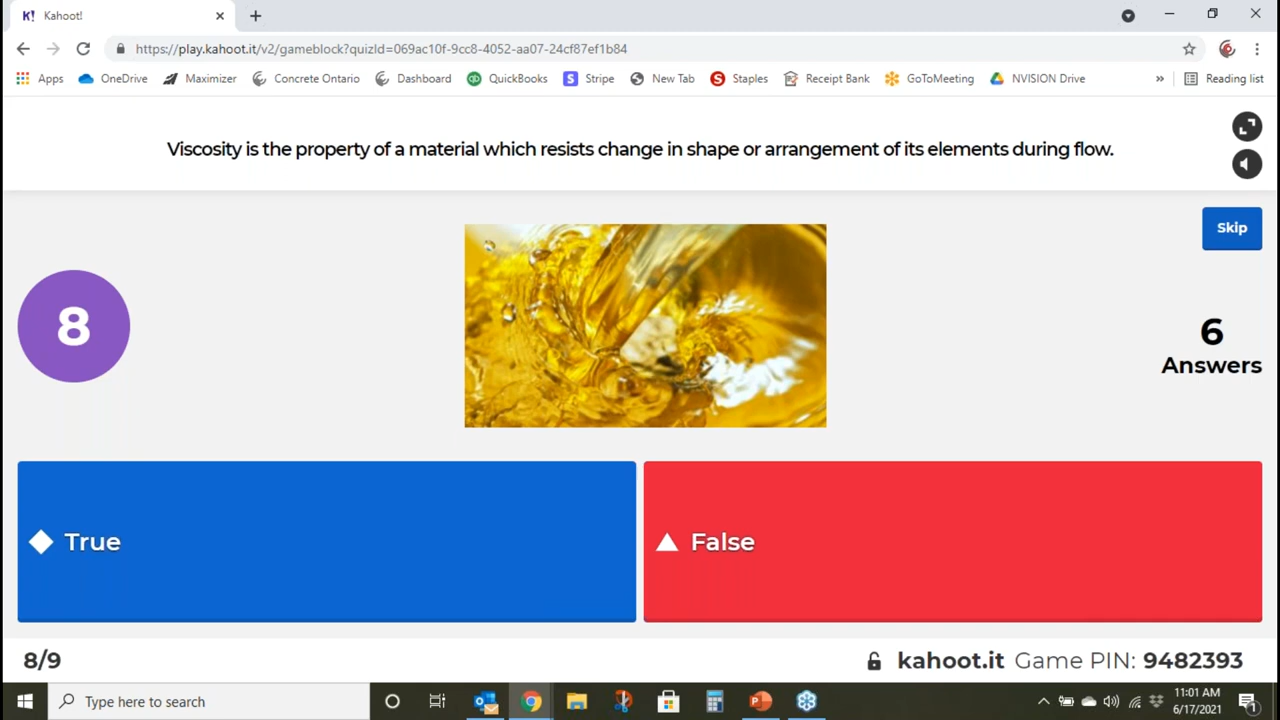 K! Kahoot!
https://play.kahoot.it/v2/gameblock?quizId=069ac10f-9cc8-4052-aa07-24cf87ef1b84
Apps OneDrive Maximizer Concrete Ontario Dashboard QuickBooks Stripe New Tab Staples Receipt Bank GoToMeeting NVISION Drive » Reading list
Viscosity is the property of a material which resists change in shape or arrangement of its elements during flow.
Skip
8
6
Answers
True
False
8/9
kahoot.it Game PIN: 9482393
Type here to search
11:01 AM
6/17/2021
1